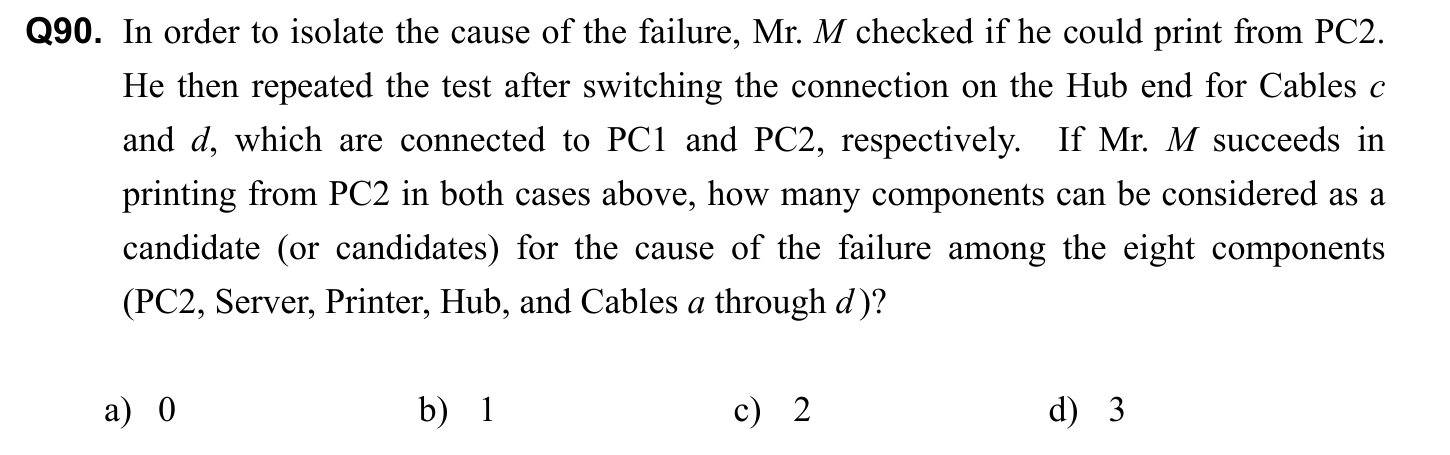 Q90. In order to isolate the cause of the failure, Mr. M checked if he could print from PC2.
He then repeated the test after switching the connection on the Hub end for Cables c
and d, which are connected to PC1 and PC2, respectively. If Mr. M succeeds in
printing from PC2 in both cases above, how many components can be considered as a
candidate (or candidates) for the cause of the failure among the eight components
(PC2, Server, Printer, Hub, and Cables a through d)?
a) 0 b) 1 c) 2 d) 3